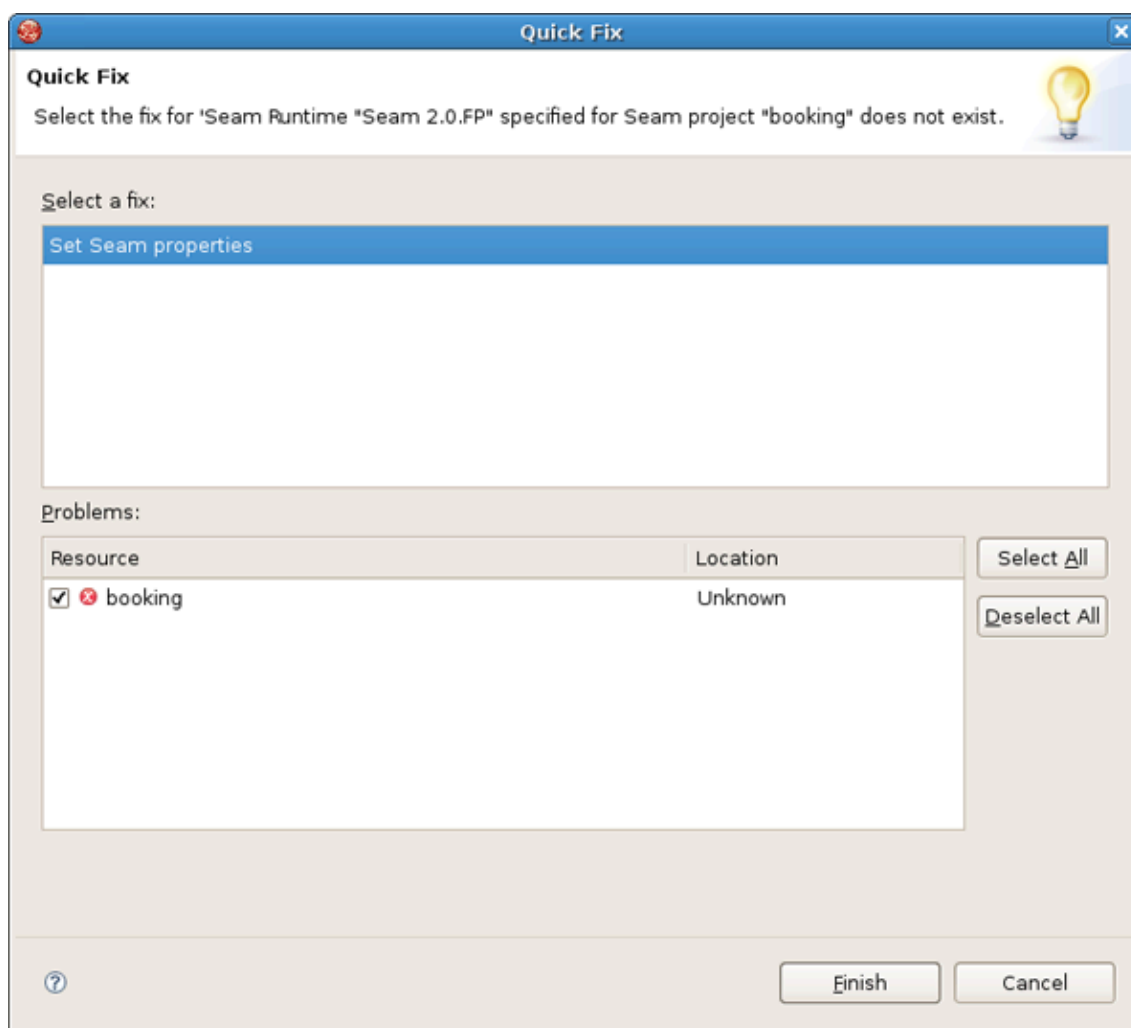 Quick Fix
Quick Fix
Select the fix for 'Seam Runtime "Seam 2.0.FP" specified for Seam project "booking" does not exist.
Select a fix:
Set Seam properties
Problems:
Resource Location
Select All
booking Unknown
Deselect All
Finish Cancel